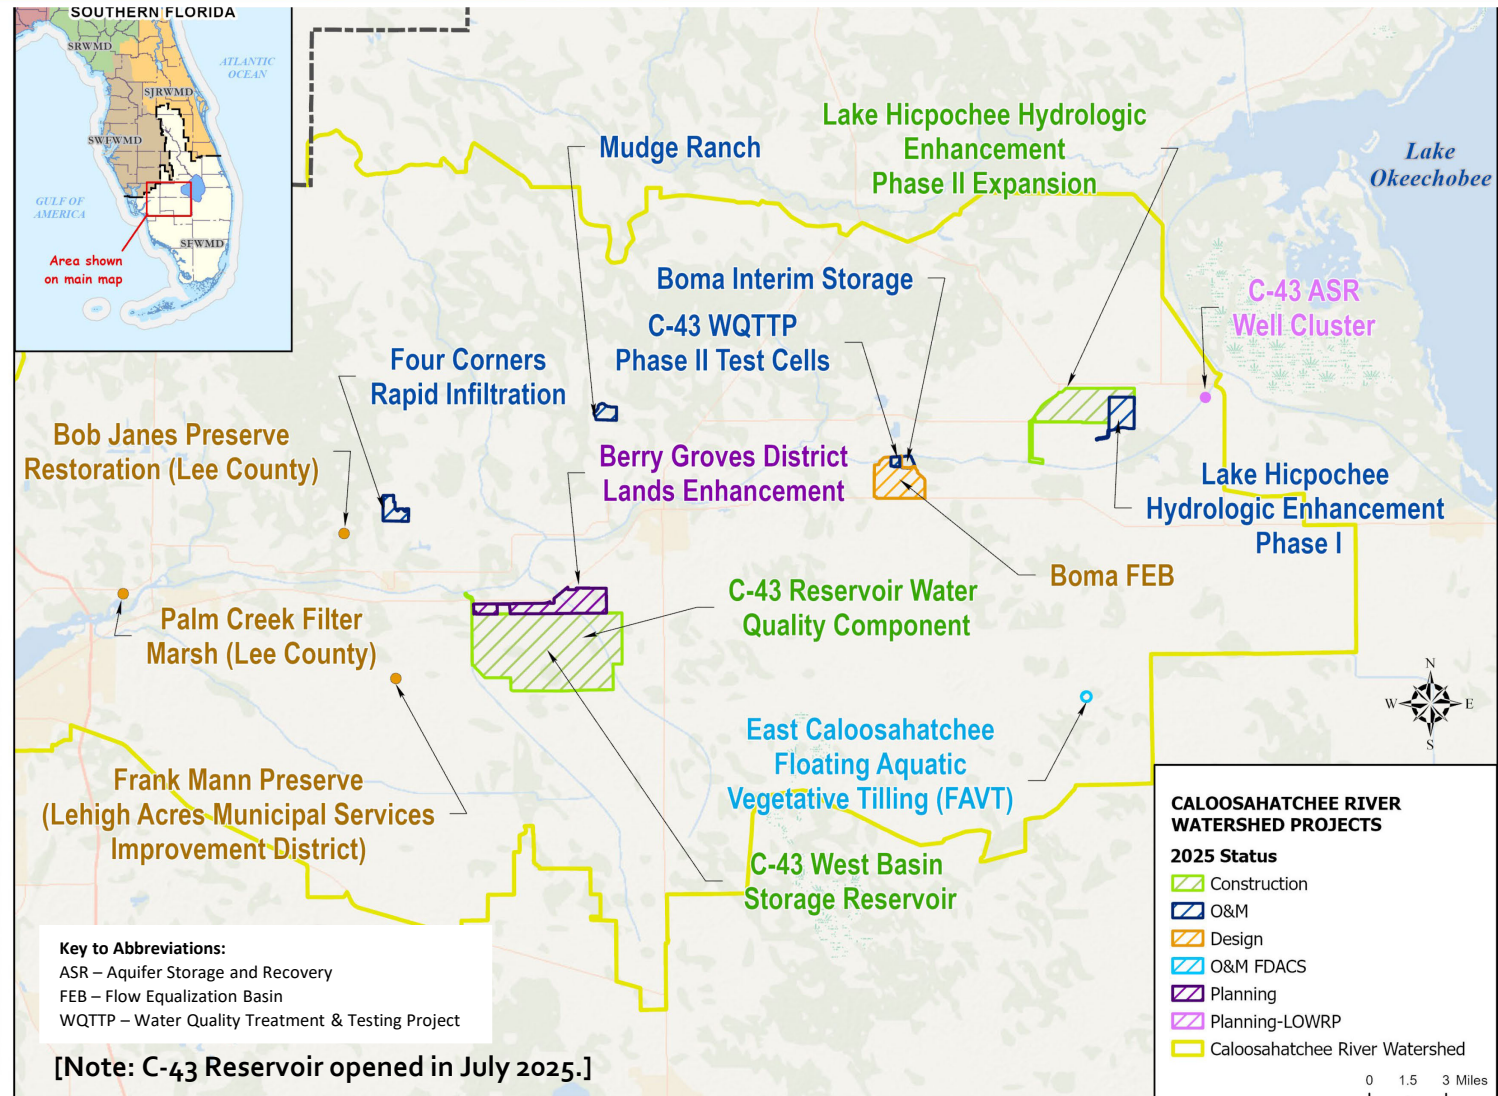 SOUTHERN FLORIDA
SRWMD
ATLANTIC
OCEAN
SJRWMD
SWFWMD
GULF OF
AMERICA
SFWMD
Area shown
on main map
Mudge Ranch
Lake Hicpochee Hydrologic
Enhancement
Phase II Expansion
Lake
Okeechobee
Boma Interim Storage
C-43 WQTTP
Phase II Test Cells
C-43 ASR
Well Cluster
Four Corners
Rapid Infiltration
Bob Janes Preserve
Restoration (Lee County)
Berry Groves District
Lands Enhancement
Lake Hicpochee
Hydrologic Enhancement
Phase I
Boma FEB
C-43 Reservoir Water
Quality Component
Palm Creek Filter
Marsh (Lee County)
East Caloosahatchee
Floating Aquatic
Vegetative Tilling (FAVT)
Frank Mann Preserve
(Lehigh Acres Municipal Services
Improvement District)
C-43 West Basin
Storage Reservoir
N
W
E
S
CALOOSAHATCHEE RIVER
WATERSHED PROJECTS
2025 Status
Construction
O&M
Design
O&M FDACS
Planning
Planning-LOWRP
Caloosahatchee River Watershed
0 1.5 3 Miles
Key to Abbreviations:
ASR – Aquifer Storage and Recovery
FEB – Flow Equalization Basin
WQTTP – Water Quality Treatment & Testing Project
[Note: C-43 Reservoir opened in July 2025.]